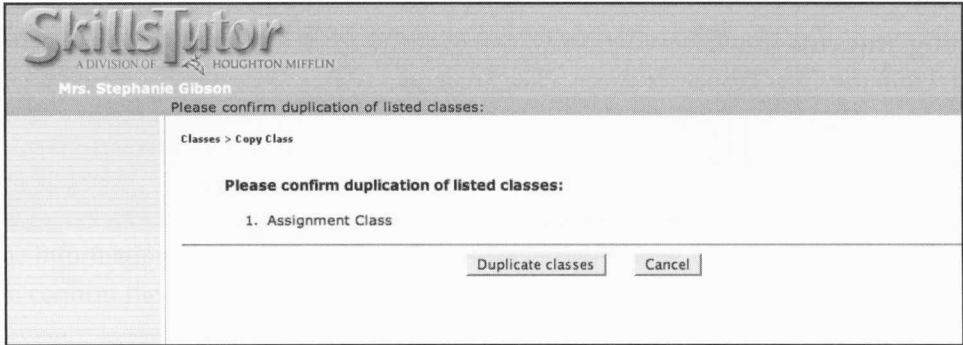 SkillsTutor
A DIVISION OF HOUGHTON MIFFLIN
Mrs. Stephanie Gibson
Please confirm duplication of listed classes:
Classes > Copy Class
Please confirm duplication of listed classes:
1. Assignment Class
Duplicate classes Cancel